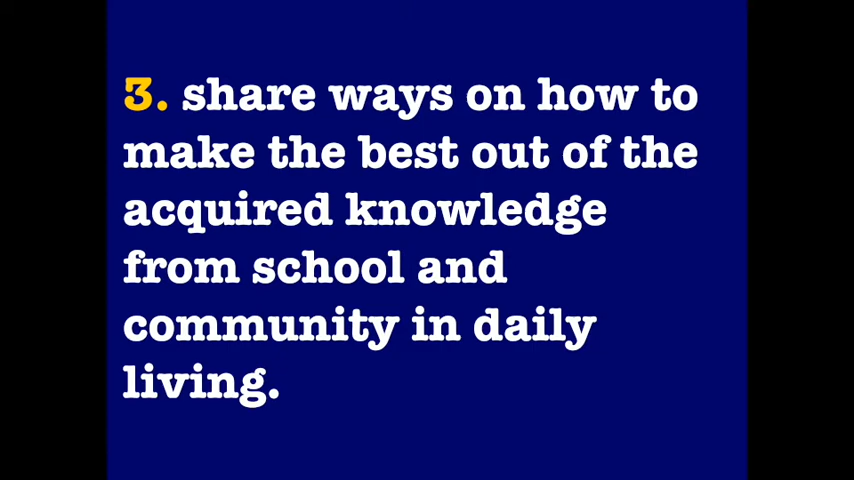 3. share ways on how to
make the best out of the
acquired knowledge
from school and
community in daily
living.